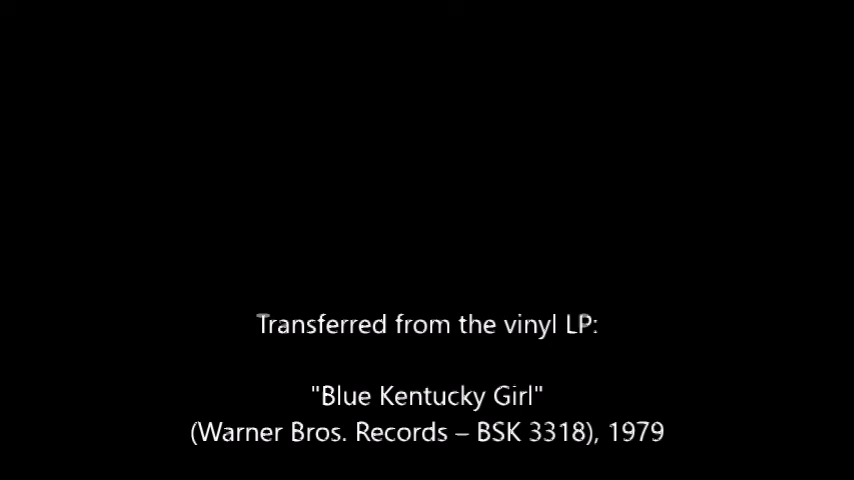 Transferred from the vinyl LP:
"Blue Kentucky Girl"
(Warner Bros. Records – BSK 3318), 1979